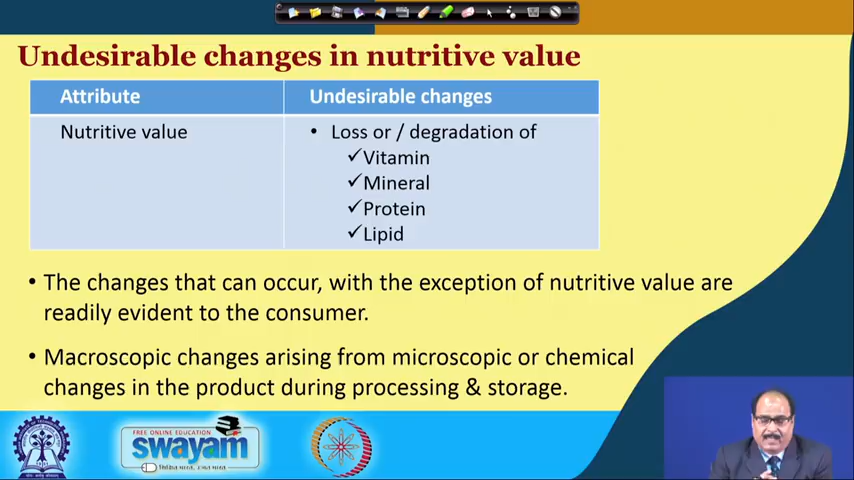 Undesirable changes in nutritive value
Attribute
Undesirable changes
Nutritive value
• Loss or / degradation of
✓Vitamin
✓Mineral
✓Protein
✓Lipid
• The changes that can occur, with the exception of nutritive value are
readily evident to the consumer.
• Macroscopic changes arising from microscopic or chemical
changes in the product during processing & storage.
FREE ONLINE EDUCATION
swayam